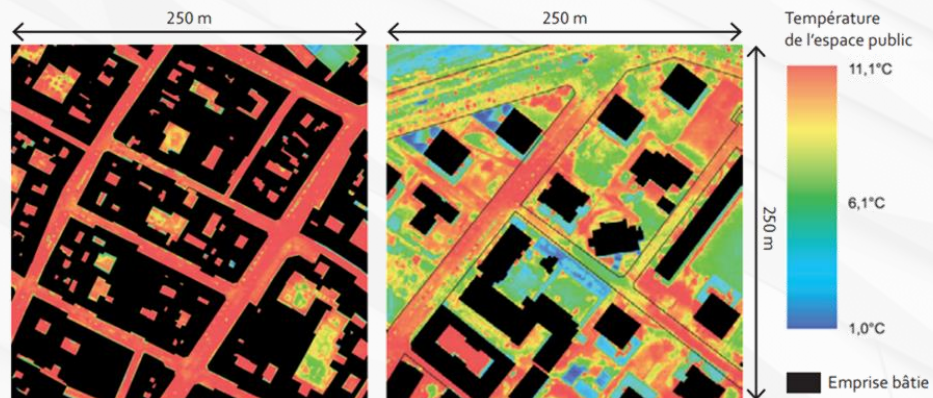 250 m
250 m
250 m
Température
de l’espace public
11,1°C
6,1°C
1,0°C
Emprise bâtie